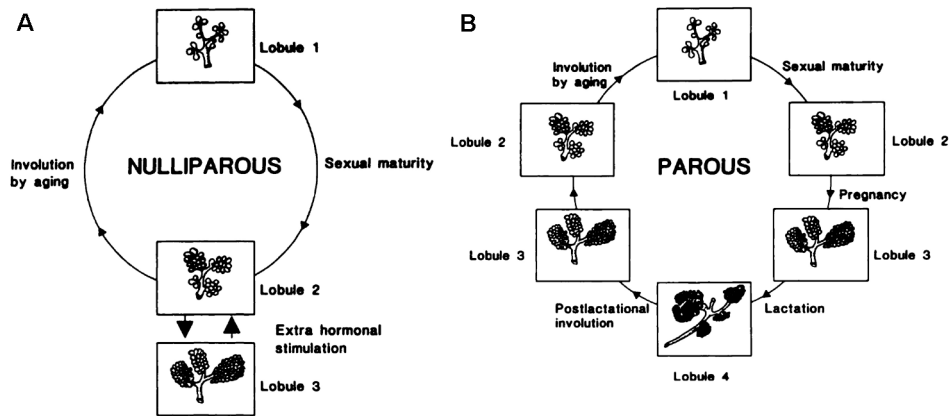 A
Lobule 1
Involution
by aging
NULLIPAROUS
Sexual maturity
Lobule 2
Extra hormonal
stimulation
Lobule 3
B
Involution
by aging
Sexual maturity
Lobule 1
Lobule 2
PAROUS
Lobule 2
Pregnancy
Lobule 3
Lobule 3
Postlactational
involution
Lactation
Lobule 4